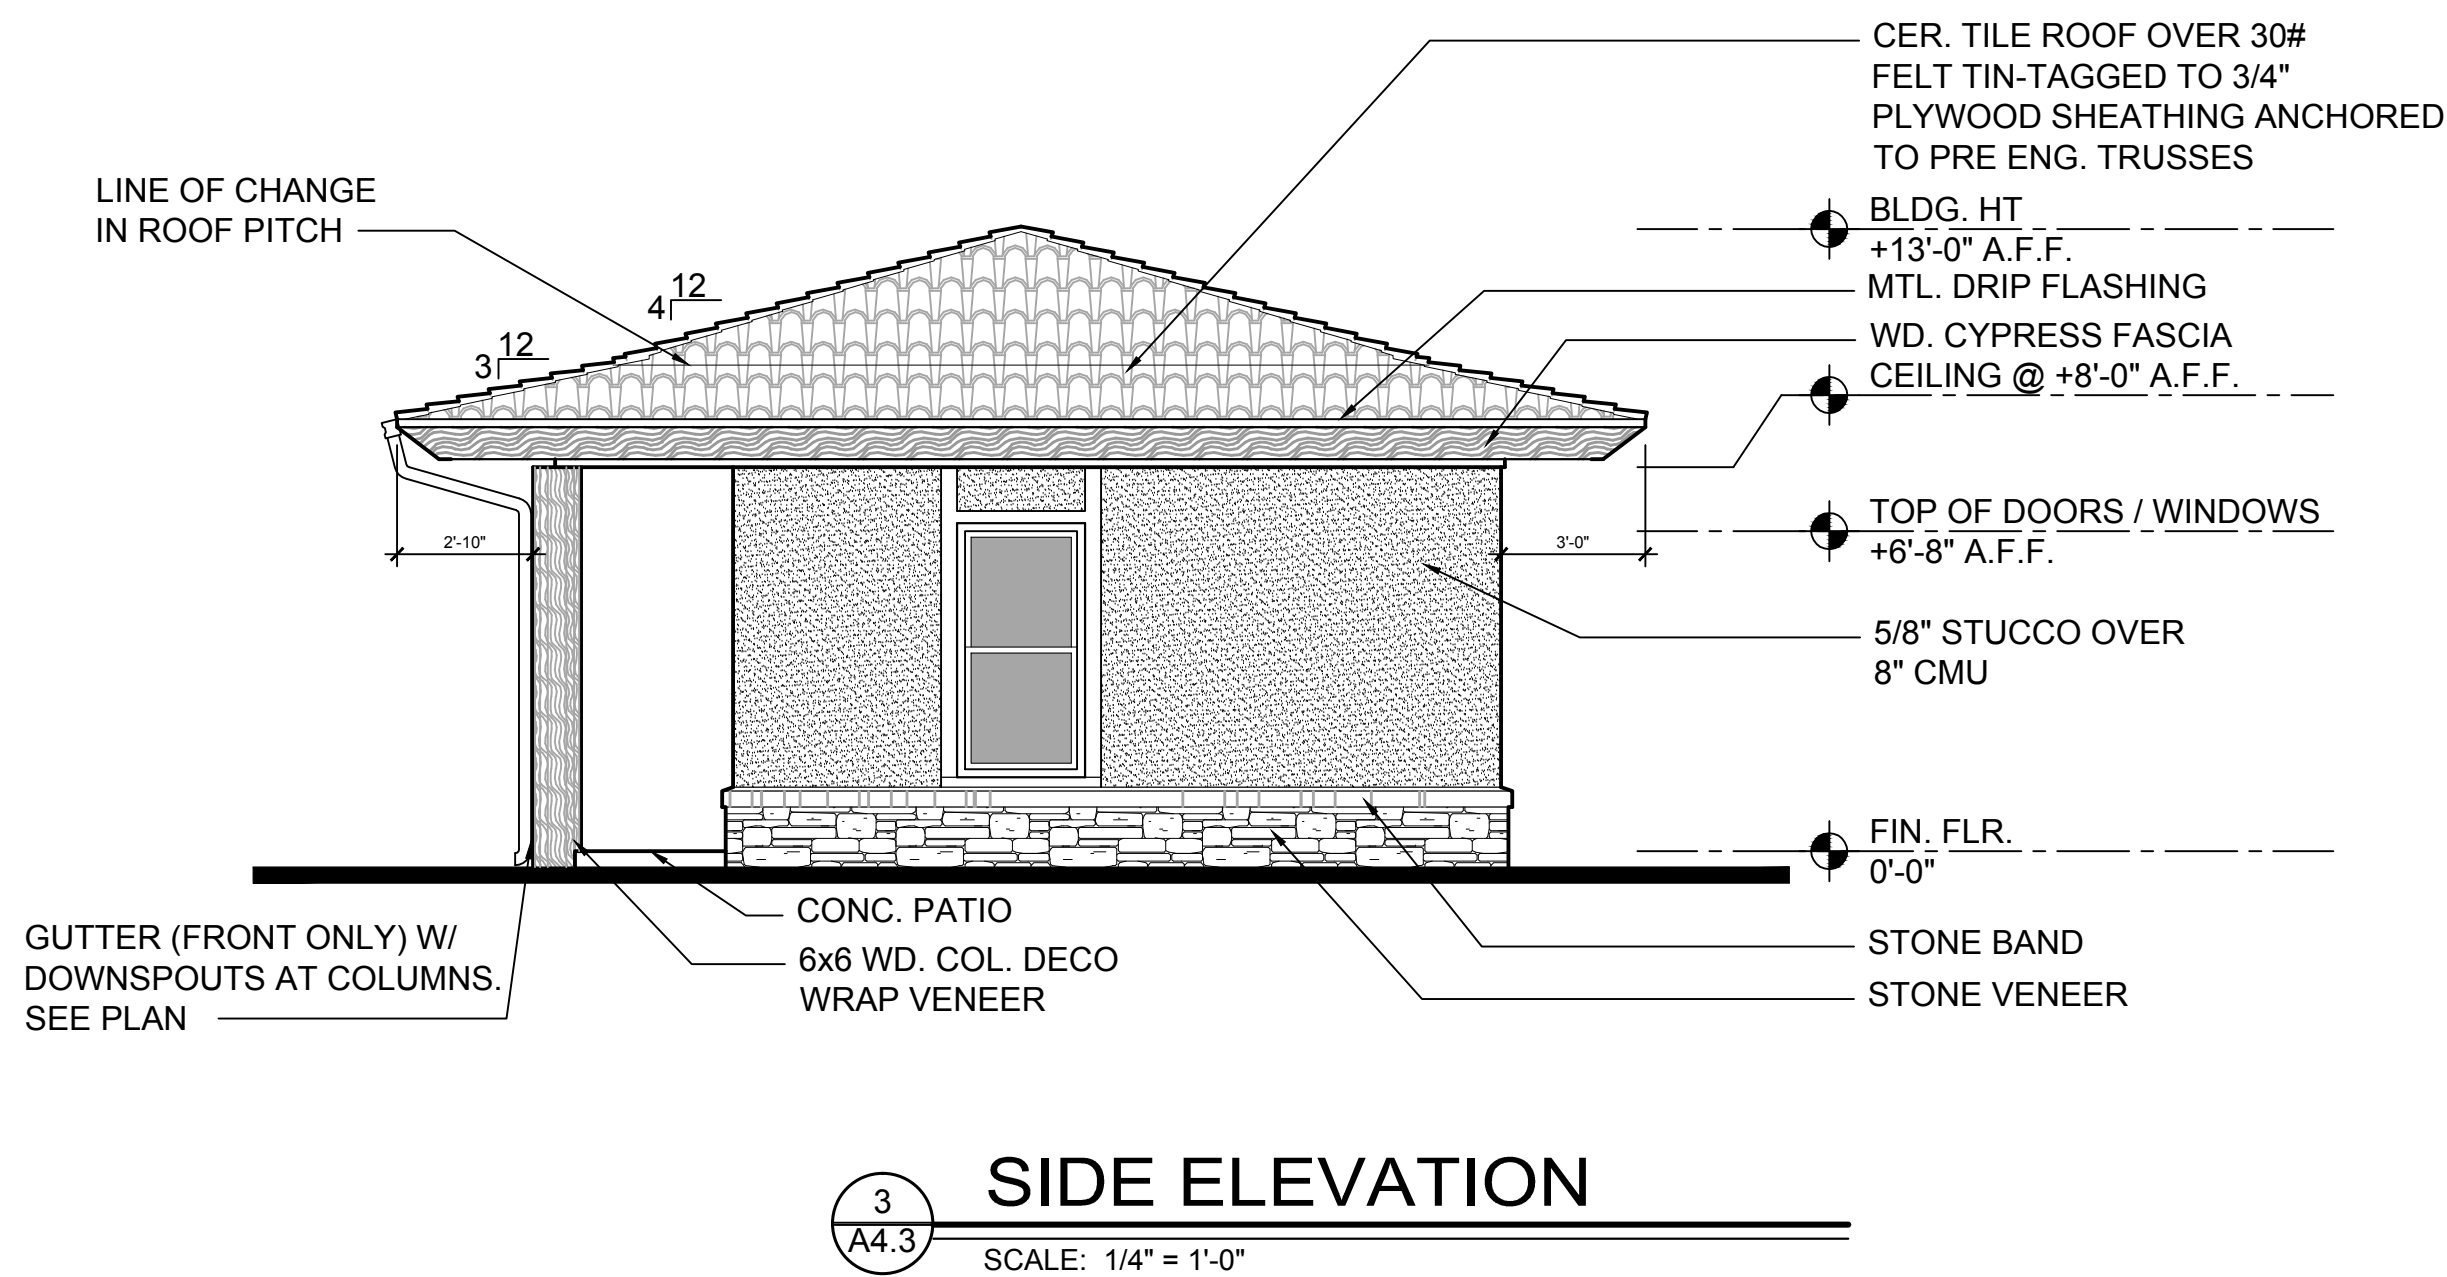 CER. TILE ROOF OVER 30#
FELT TIN-TAGGED TO 3/4"
PLYWOOD SHEATHING ANCHORED
TO PRE ENG. TRUSSES
LINE OF CHANGE
IN ROOF PITCH
BLDG. HT
+13'-0" A.F.F.
12
4
MTL. DRIP FLASHING
12
3
WD. CYPRESS FASCIA
CEILING @ +8'-0" A.F.F.
TOP OF DOORS / WINDOWS
+6'-8" A.F.F.
2'-10"
3'-0"
5/8" STUCCO OVER
8" CMU
FIN. FLR.
0'-0"
CONC. PATIO
6x6 WD. COL. DECO
WRAP VENEER
GUTTER (FRONT ONLY) W/
DOWNSPOUTS AT COLUMNS.
SEE PLAN
STONE BAND
STONE VENEER
3
A4.3
SIDE ELEVATION
SCALE: 1/4" = 1'-0"